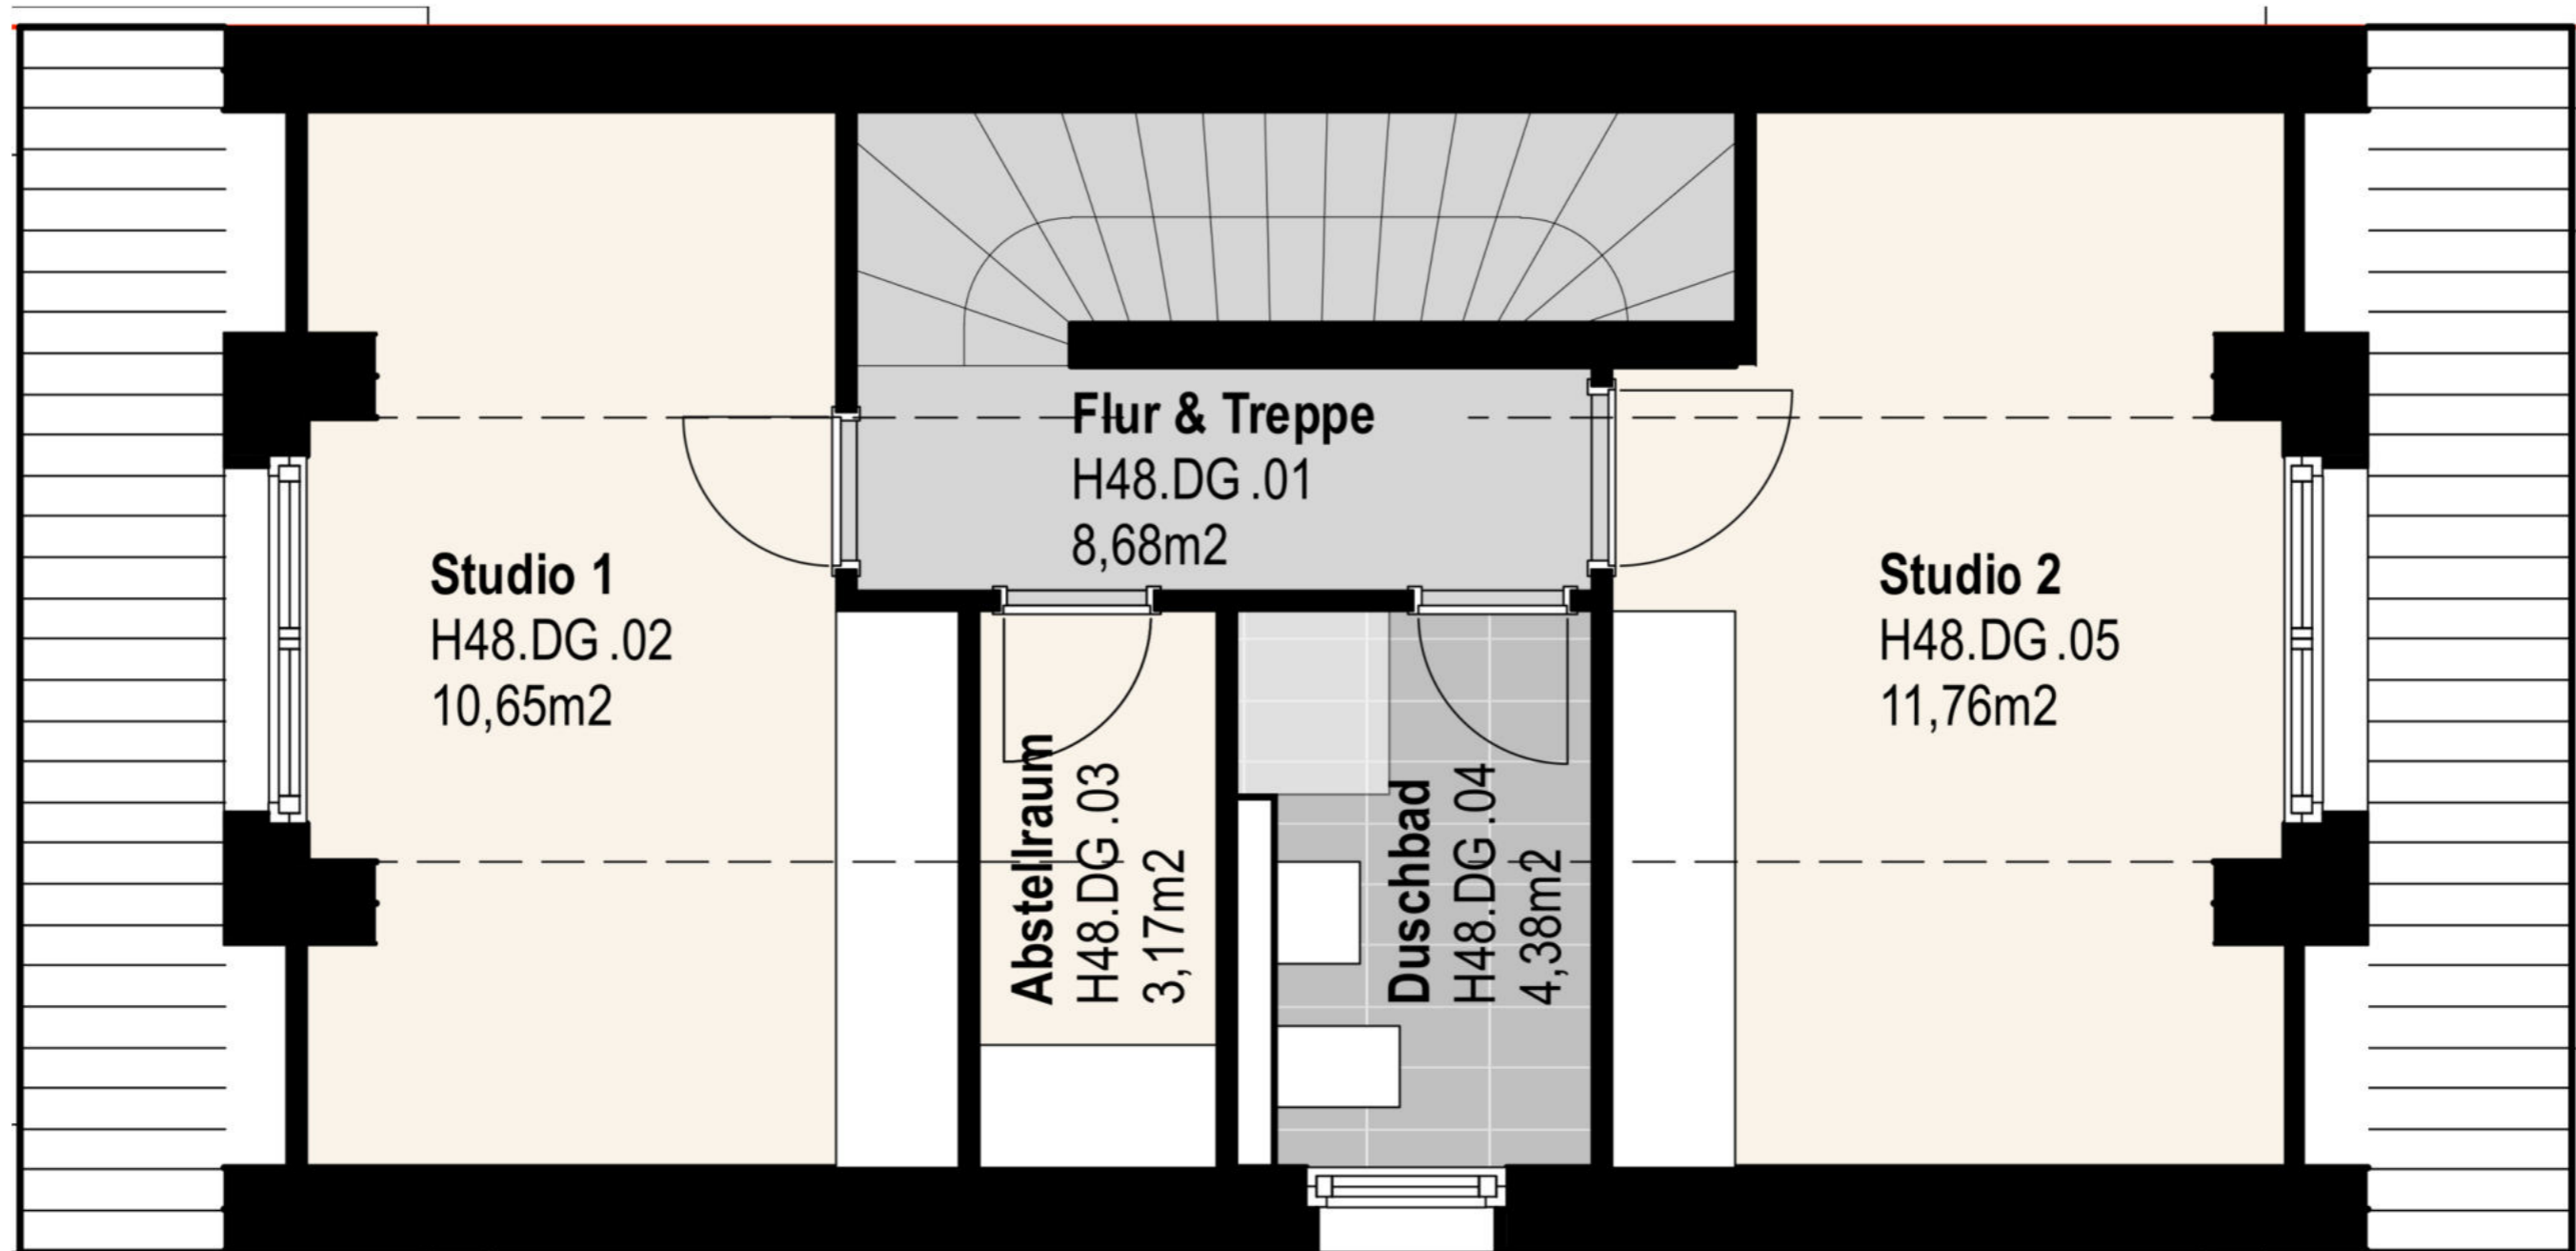 Flur & Treppe
H48.DG.01
8,68m2
Studio 1
H48.DG.02
10,65m2
Abstellraum
H48.DG.03
3,17m2
Duschbad
H48.DG.04
4,38m2
Studio 2
H48.DG.05
11,76m2